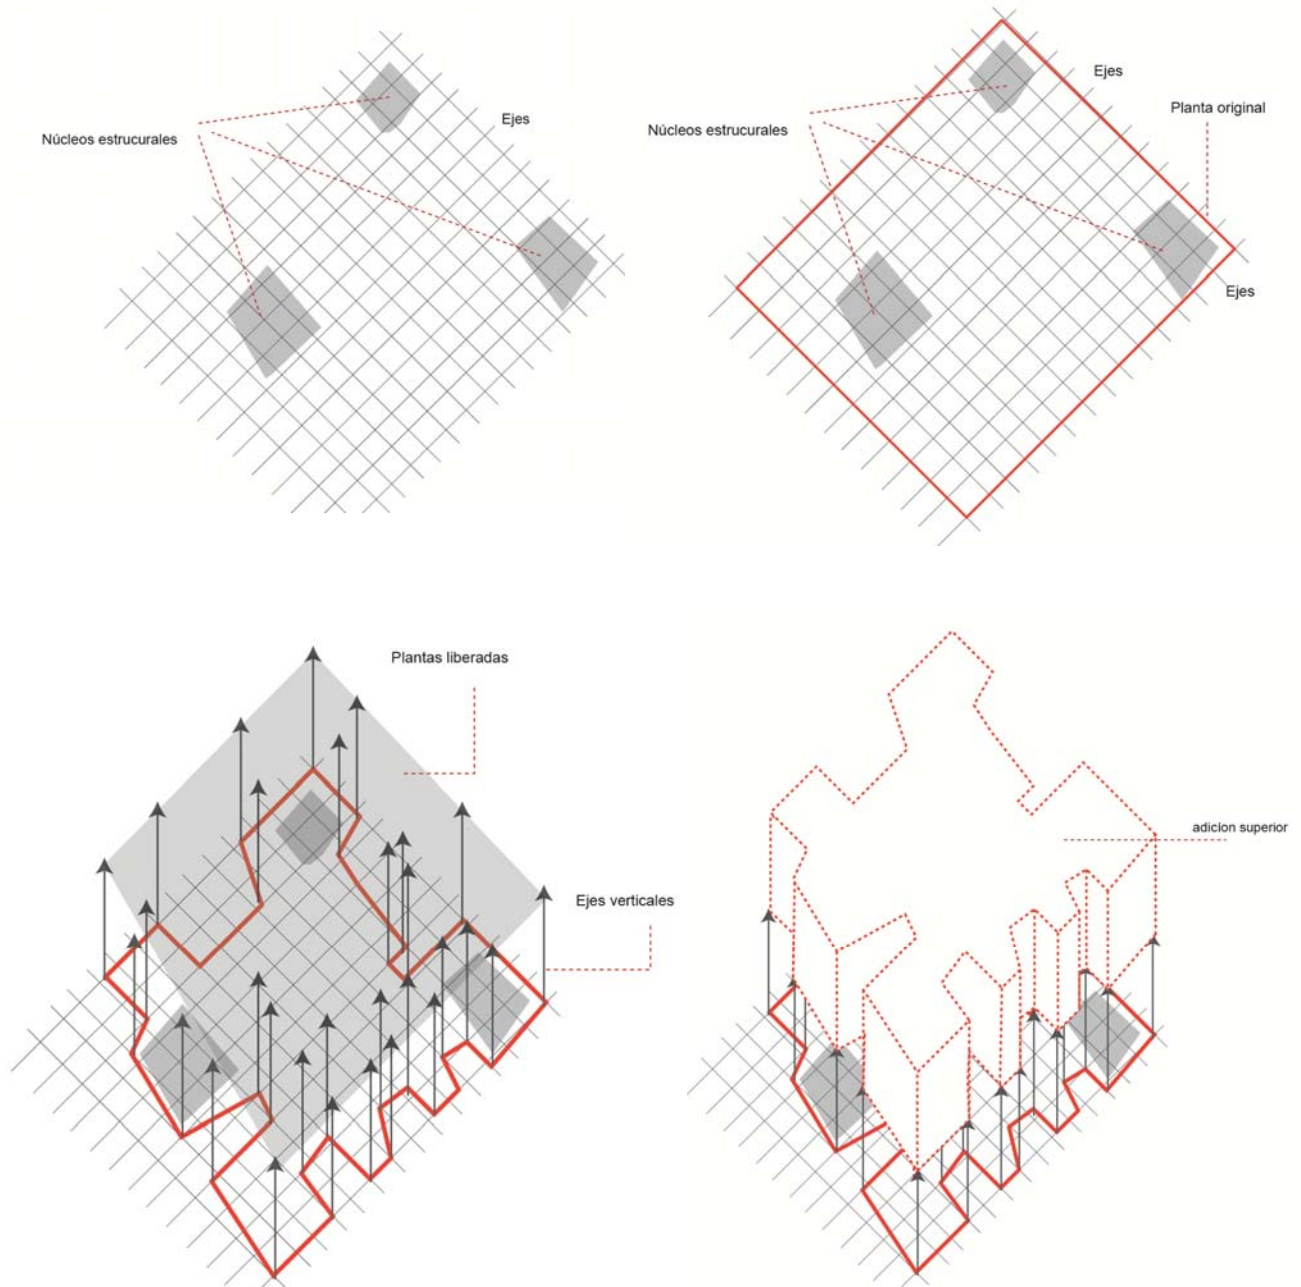 Ejes
Núcleos estrucurales
Ejes
Planta original
Núcleos estrucurales
Ejes
Plantas liberadas
Ejes verticales
adicion superior